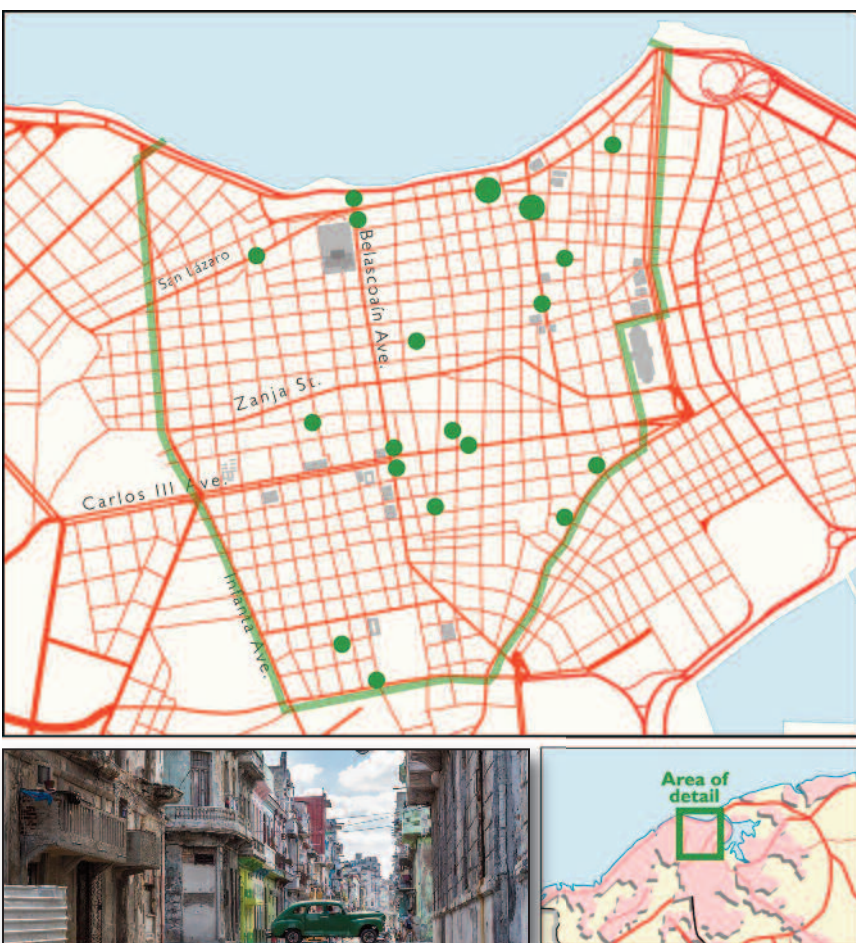 San Lázaro
Belascoaín Ave.
Zanja St.
Carlos III Ave.
Infanta Ave.
Area of
detail